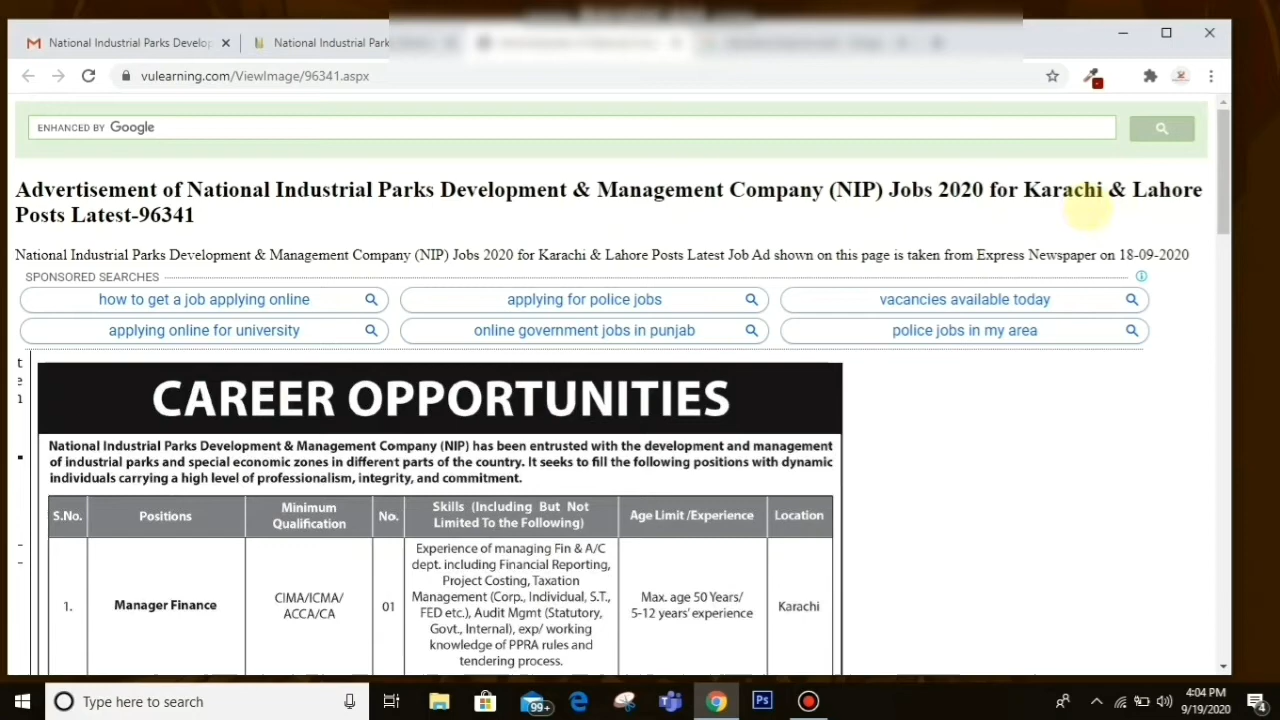 National Industrial Parks Develop
National Industrial Park
vulearning.com/ViewImage/96341.aspx
ENHANCED BY Google
Advertisement of National Industrial Parks Development & Management Company (NIP) Jobs 2020 for Karachi & Lahore
Posts Latest-96341
National Industrial Parks Development & Management Company (NIP) Jobs 2020 for Karachi & Lahore Posts Latest Job Ad shown on this page is taken from Express Newspaper on 18-09-2020
SPONSORED SEARCHES
how to get a job applying online
applying for police jobs
vacancies available today
applying online for university
online government jobs in punjab
police jobs in my area
CAREER OPPORTUNITIES
National Industrial Parks Development & Management Company (NIP) has been entrusted with the development and management
of industrial parks and special economic zones in different parts of the country. It seeks to fill the following positions with dynamic
individuals carrying a high level of professionalism, integrity, and commitment.
S.No.
Positions
Minimum
Qualification
No.
Skills (Including But Not
Limited To the Following)
Age Limit /Experience
Location
1.
Manager Finance
CIMA/ICMA/
ACCA/CA
01
Experience of managing Fin & A/C
dept. including Financial Reporting,
Project Costing, Taxation
Management (Corp., Individual, S.T.,
FED etc.), Audit Mgmt (Statutory,
Govt., Internal), exp/ working
knowledge of PPRA rules and
tendering process.
Max. age 50 Years/
5-12 years' experience
Karachi
Type here to search
99+
Ps
4:04 PM
9/19/2020
4